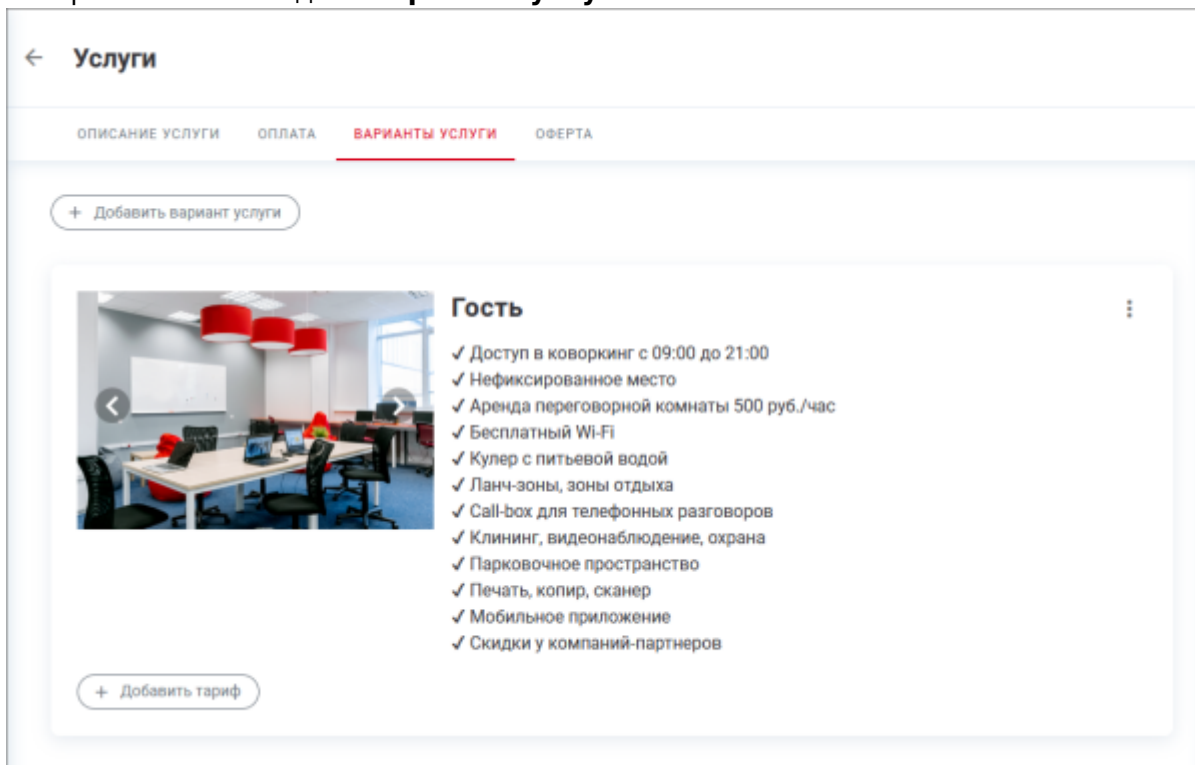 Услуги
ОПИСАНИЕ УСЛУГИ ОПЛАТА ВАРИАНТЫ УСЛУГИ ОФЕРТА
+ Добавить вариант услуги
Гость
✓ Доступ в коворкинг с 09:00 до 21:00
✓ Нефиксированное место
✓ Аренда переговорной комнаты 500 руб./час
✓ Бесплатный Wi-Fi
✓ Кулер с питьевой водой
✓ Ланч-зоны, зоны отдыха
✓ Call-box для телефонных разговоров
✓ Клининг, видеонаблюдение, охрана
✓ Парковочное пространство
✓ Печать, копир, сканер
✓ Мобильное приложение
✓ Скидки у компаний-партнеров
+ Добавить тариф